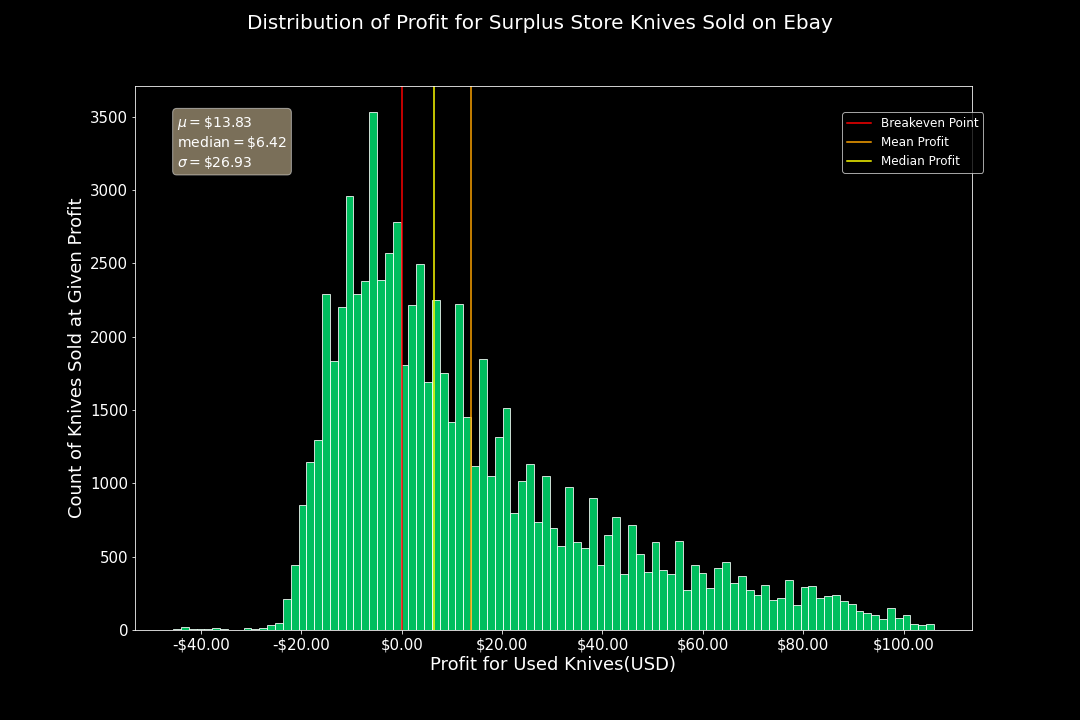 Distribution of Profit for Surplus Store Knives Sold on Ebay
μ = $13.83
median = $6.42
σ = $26.93
Breakeven Point
Mean Profit
Median Profit
Count of Knives Sold at Given Profit
3500
3000
2500
2000
1500
1000
500
0
-$40.00 -$20.00 $0.00 $20.00 $40.00 $60.00 $80.00 $100.00
Profit for Used Knives(USD)